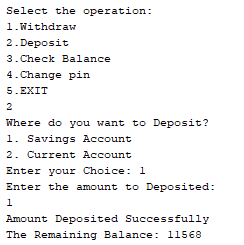 Select the operation:
1.Withdraw
2.Deposit
3.Check Balance
4.Change pin
5.EXIT
2
Where do you want to Deposit?
1. Savings Account
2. Current Account
Enter your Choice: 1
Enter the amount to Deposited:
1
Amount Deposited Successfully
The Remaining Balance: 11568